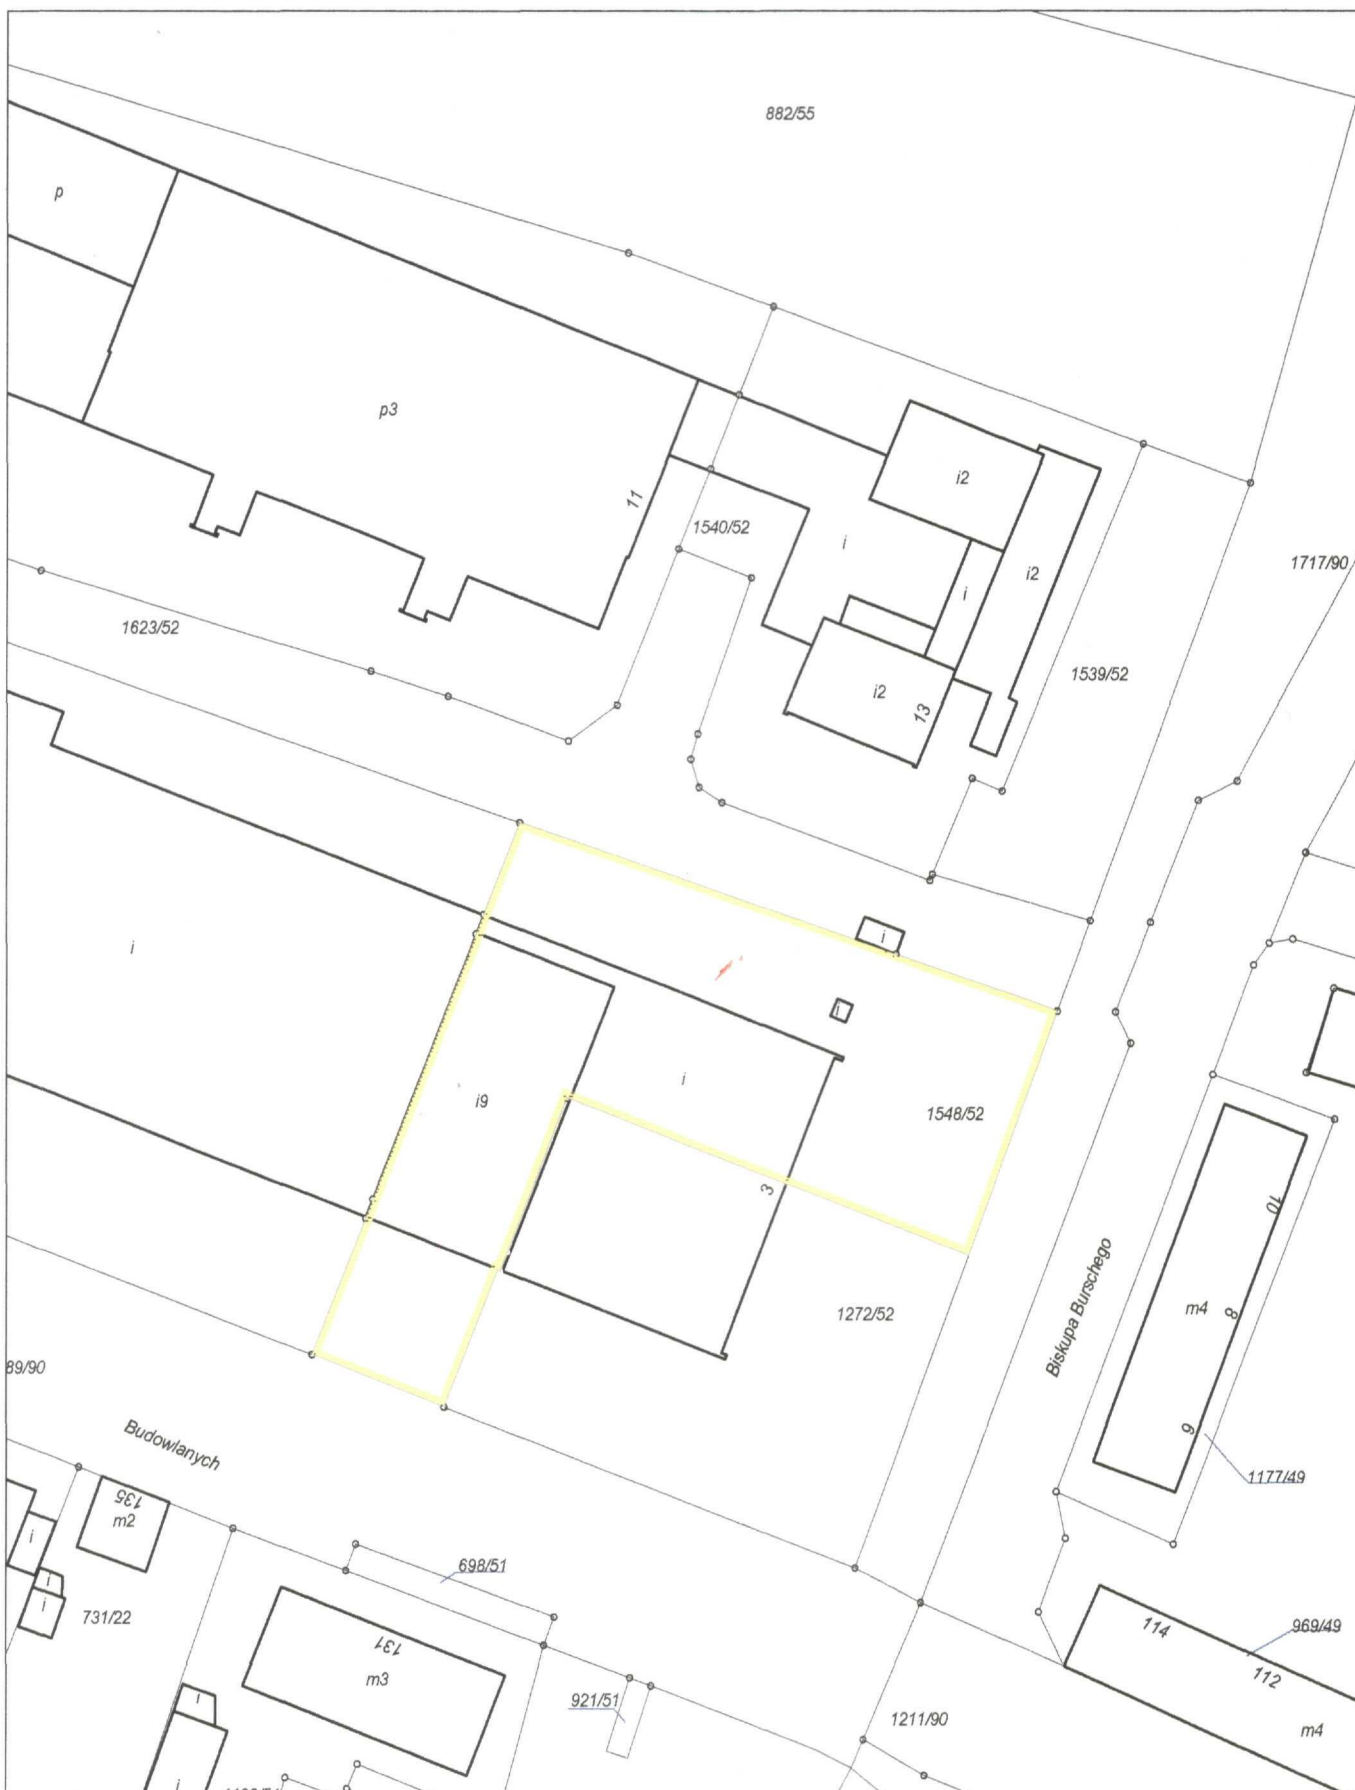 882/55
p
p3
i2
11
1540/52
i
1717/90
i2
i
1623/52
1539/52
i2
13
i
i
i
i
i9
1548/52
3
10
1272/52
8
m4
Biskupa Burschego
89/90
6
Budowlanych
1177/49
135
m2
i
698/51
i
i
731/22
114
969/49
131
m3
112
i
921/51
1211/90
m4
i